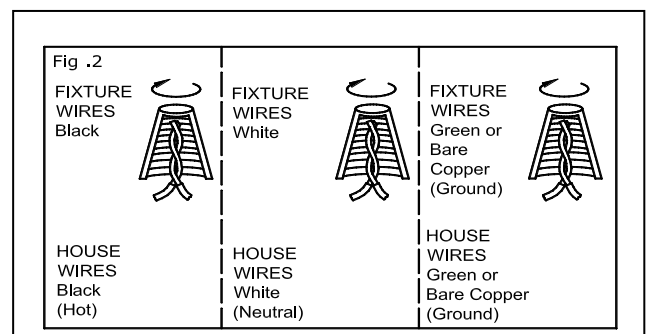 Fig .2
FIXTURE
WIRES
Black
HOUSE
WIRES
Black
(Hot)
FIXTURE
WIRES
White
HOUSE
WIRES
White
(Neutral)
FIXTURE
WIRES
Green or
Bare
Copper
(Ground)
HOUSE
WIRES
Green or
Bare Copper
(Ground)